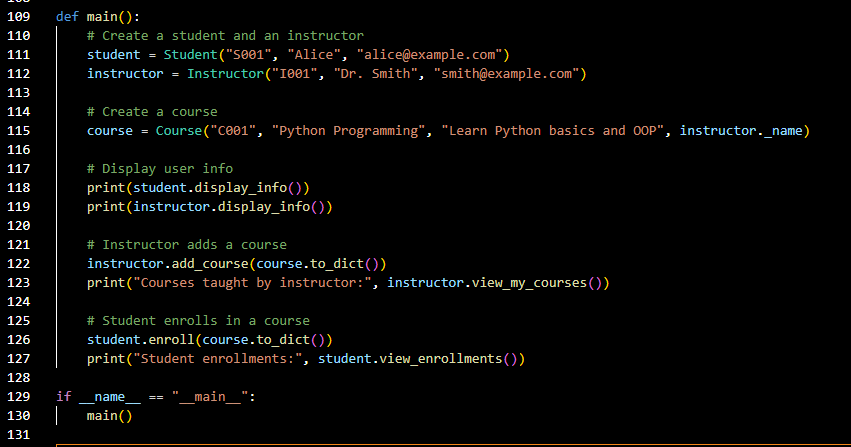 109 def main():
110     # Create a student and an instructor
111     student = Student("S001", "Alice", "alice@example.com")
112     instructor = Instructor("I001", "Dr. Smith", "smith@example.com")
113
114     # Create a course
115     course = Course("C001", "Python Programming", "Learn Python basics and OOP", instructor._name)
116
117     # Display user info
118     print(student.display_info())
119     print(instructor.display_info())
120
121     # Instructor adds a course
122     instructor.add_course(course.to_dict())
123     print("Courses taught by instructor:", instructor.view_my_courses())
124
125     # Student enrolls in a course
126     student.enroll(course.to_dict())
127     print("Student enrollments:", student.view_enrollments())
128
129 if __name__ == "__main__":
130     main()
131